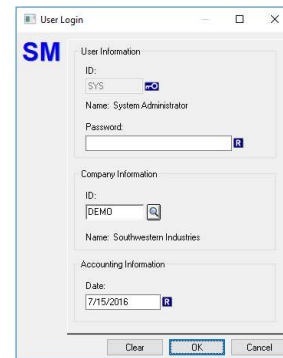 User Login
SM
User Information
ID:
SYS
Name: System Administrator
Password:
R
Company Information
ID:
DEMO
Name: Southwestern Industries
Accounting Information
Date:
7/15/2016 R
Clear OK Cancel